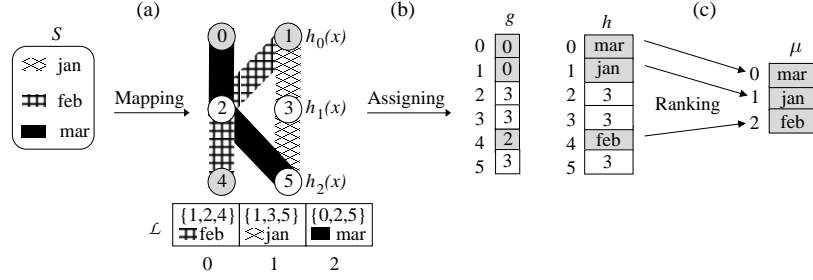 (a) (b) (c)
S
jan
feb
mar
Mapping
0 1 h0(x)
2 3 h1(x)
4 5 h2(x)
ℒ {1,2,4} {1,3,5} {0,2,5}
feb jan mar
0 1 2
Assigning
g
0 0
1 0
2 3
3 3
4 2
5 3
h
0 mar
1 jan
2 3
3 3
4 feb
5 3
Ranking
μ
0 mar
1 jan
2 feb